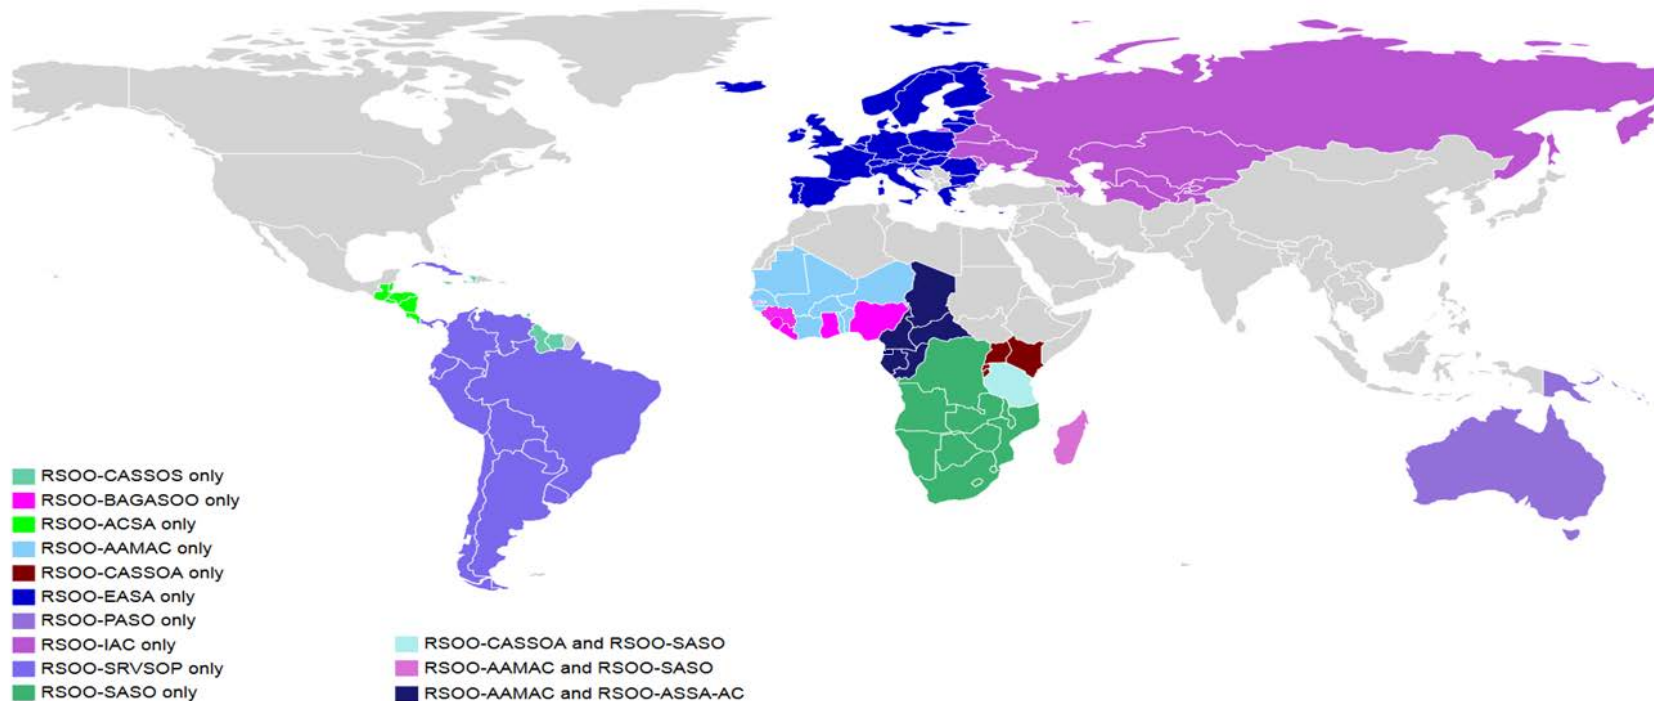 RSOO-CASSOS only
RSOO-BAGASOO only
RSOO-ACSA only
RSOO-AAMAC only
RSOO-CASSOA only
RSOO-EASA only
RSOO-PASO only
RSOO-IAC only
RSOO-SRVSOP only
RSOO-SASO only
RSOO-CASSOA and RSOO-SASO
RSOO-AAMAC and RSOO-SASO
RSOO-AAMAC and RSOO-ASSA-AC